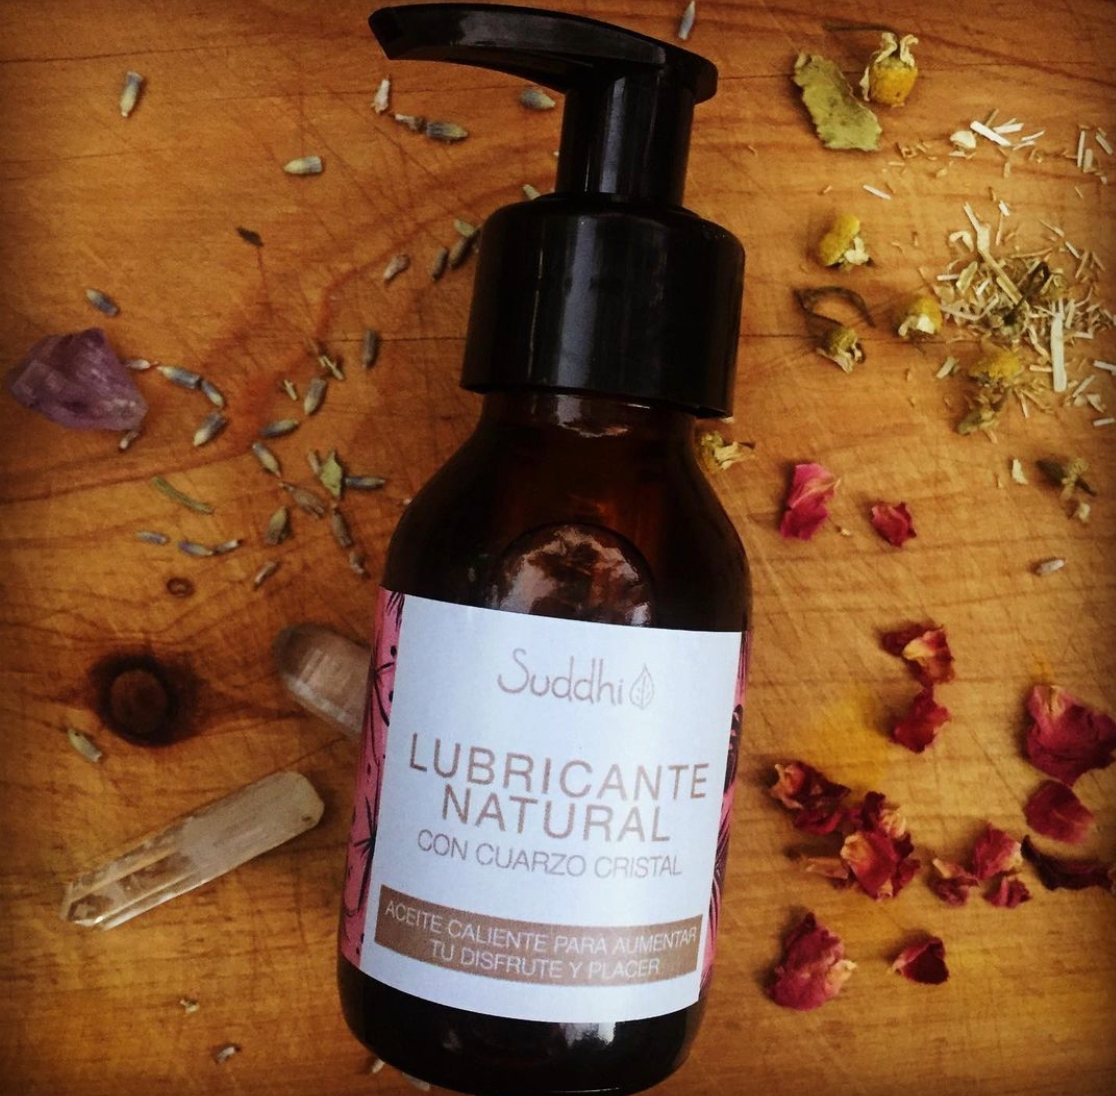 Suddhi
LUBRICANTE
NATURAL
CON CUARZO CRISTAL
ACEITE CALIENTE PARA AUMENTAR
TU DISFRUTE Y PLACER